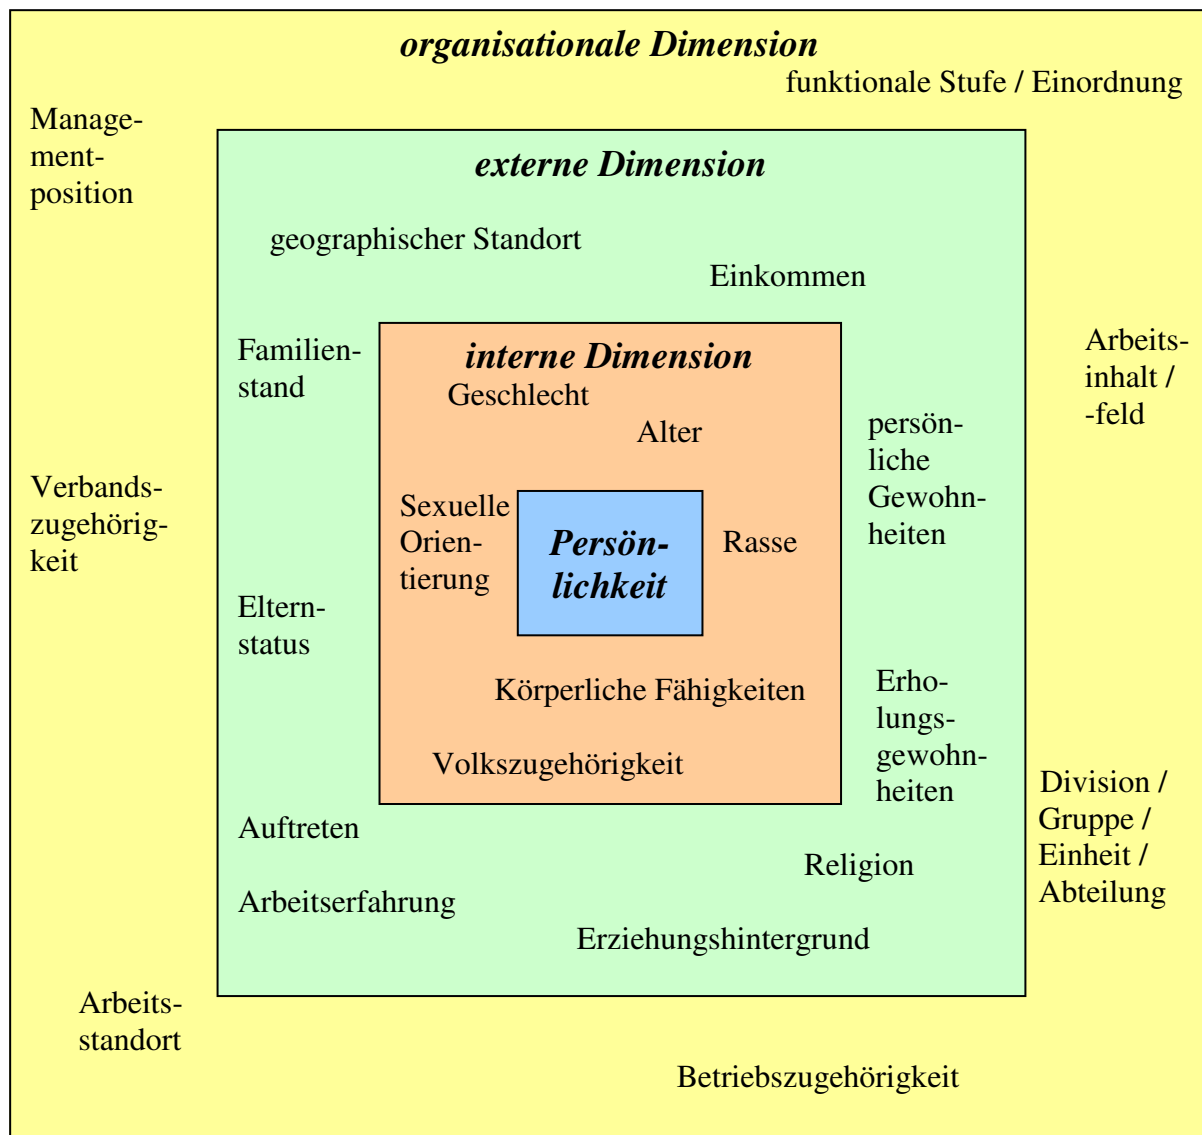 organisationale Dimension
funktionale Stufe / Einordnung
Manage-
ment-
position
externe Dimension
geographischer Standort
Einkommen
Familien-
stand
interne Dimension
Geschlecht
Alter
Arbeits-
inhalt /
-feld
persön-
liche
Gewohn-
heiten
Verbands-
zugehörig-
keit
Sexuelle
Orien-
tierung
Persön-
lichkeit
Rasse
Eltern-
status
Körperliche Fähigkeiten
Volkszugehörigkeit
Erho-
lungs-
gewohn-
heiten
Division /
Gruppe /
Einheit /
Abteilung
Auftreten
Religion
Arbeitserfahrung
Erziehungshintergrund
Arbeits-
standort
Betriebszugehörigkeit